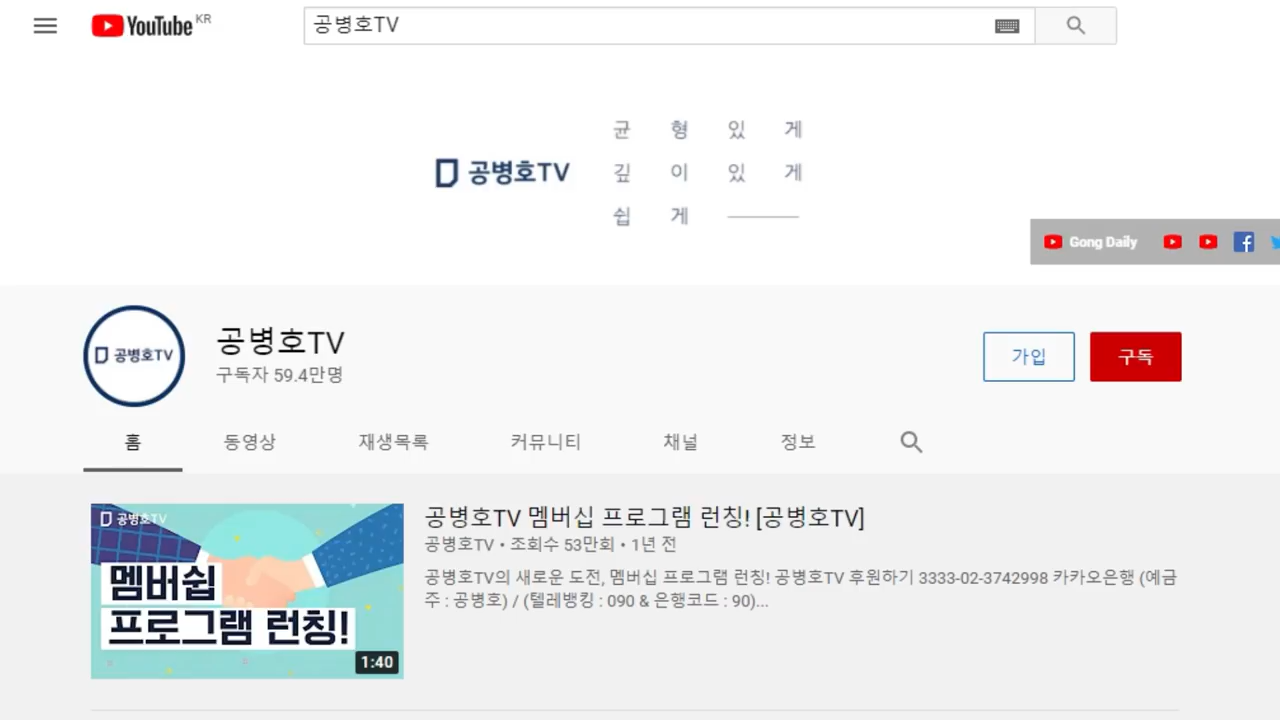 YouTube KR
공병호TV
균 형 있 게
공병호TV
깊 이 있 게
쉽 게
Gong Daily
공병호TV
공병호TV
구독자 59.4만명
가입
구독
홈
동영상
재생목록
커뮤니티
채널
정보
공병호TV
멤버쉽
프로그램 런칭!
1:40
공병호TV 멤버십 프로그램 런칭! [공병호TV]
공병호TV • 조회수 53만회 • 1년 전
공병호TV의 새로운 도전, 멤버십 프로그램 런칭! 공병호TV 후원하기 3333-02-3742998 카카오은행 (예금
주 : 공병호) / (텔레뱅킹 : 090 & 은행코드 : 90)...